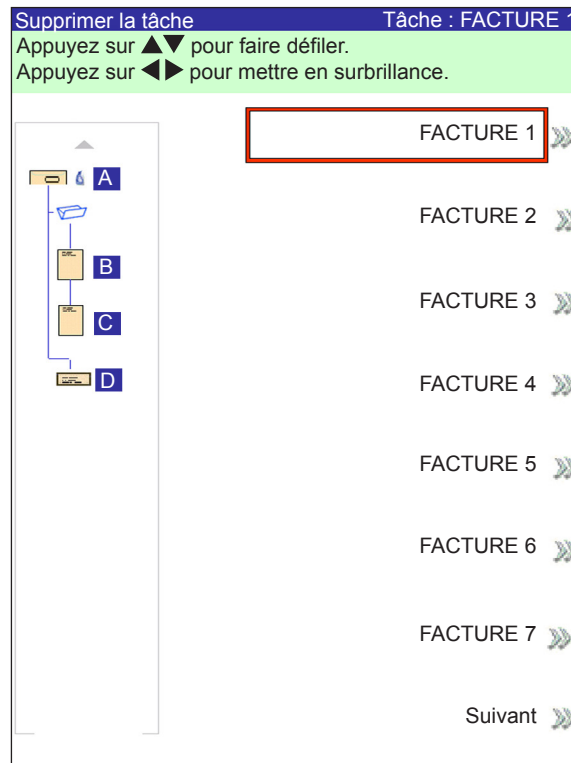 Supprimer la tâche Tâche : FACTURE 1
Appuyez sur ▲▼ pour faire défiler.
Appuyez sur ◀▶ pour mettre en surbrillance.
FACTURE 1
A
FACTURE 2
B
FACTURE 3
C
FACTURE 4
D
FACTURE 5
FACTURE 6
FACTURE 7
Suivant